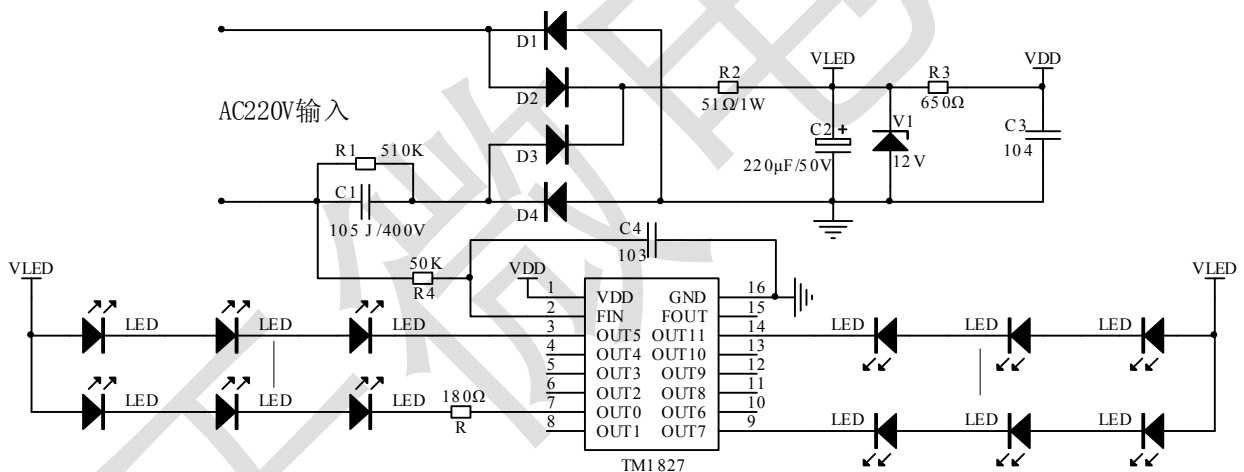 D1
D2
AC220V输入
D3
D4
R1 510K
C1
105J/400V
R2
51Ω/1W
VLED
C2 +
220μF/50V
V1
12V
R3
650Ω
VDD
C3
104
C4
103
50K
R4
VDD
VLED
LED LED LED
LED LED LED
180Ω
R
1 VDD GND 16
2 FIN FOUT 15
3 OUT5 OUT11 14
4 OUT4 OUT10 13
5 OUT3 OUT9 12
6 OUT2 OUT8 11
7 OUT0 OUT6 10
8 OUT1 OUT7 9
TM1827
VLED
LED LED LED
LED LED LED